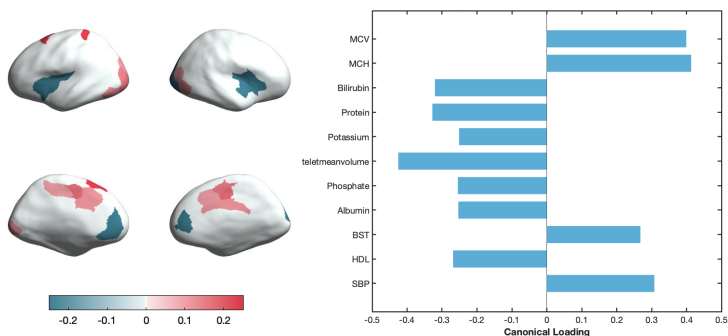 MCV
MCH
Bilirubin
Protein
Potassium
teletmeanvolume
Phosphate
Albumin
BST
HDL
SBP
-0.5 -0.4 -0.3 -0.2 -0.1 0 0.1 0.2 0.3 0.4 0.5
Canonical Loading
-0.2 -0.1 0 0.1 0.2